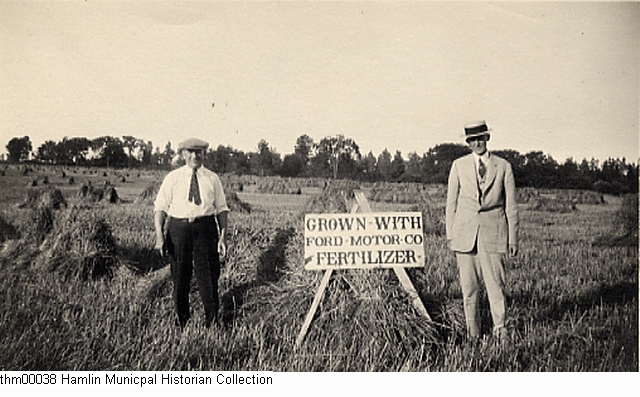 GROWN-WITH
FORD-MOTOR-CO
FERTILIZER
thm00038 Hamlin Municpal Historian Collection